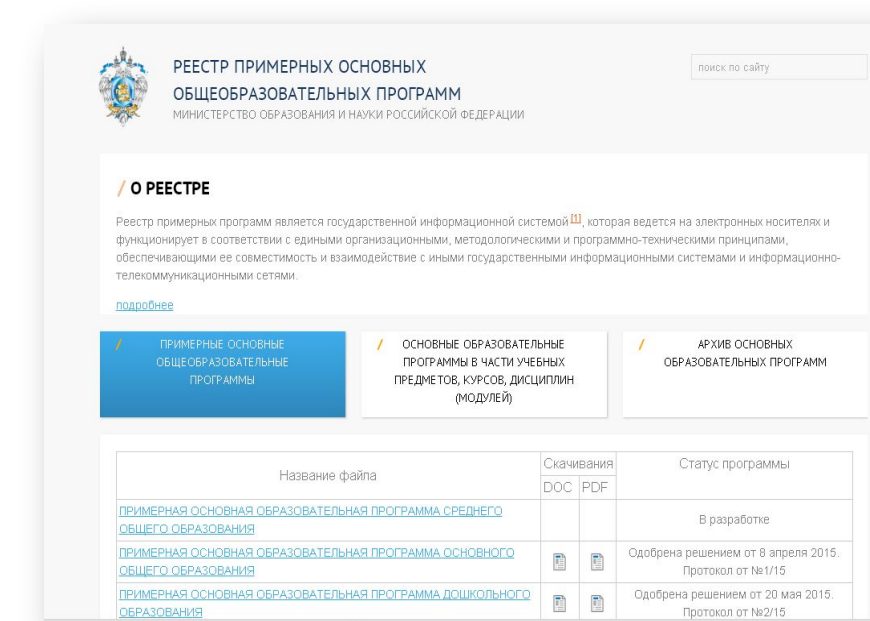 РЕЕСТР ПРИМЕРНЫХ ОСНОВНЫХ
ОБЩЕОБРАЗОВАТЕЛЬНЫХ ПРОГРАММ
МИНИСТЕРСТВО ОБРАЗОВАНИЯ И НАУКИ РОССИЙСКОЙ ФЕДЕРАЦИИ
поиск по сайту
/ О РЕЕСТРЕ
Реестр примерных программ является государственной информационной системой [1], которая ведется на электронных носителях и
функционирует в соответствии с едиными организационными, методологическими и программно-техническими принципами,
обеспечивающими ее совместимость и взаимодействие с иными государственными информационными системами и информационно-
телекоммуникационными сетями.
подробнее
/ ПРИМЕРНЫЕ ОСНОВНЫЕ
ОБЩЕОБРАЗОВАТЕЛЬНЫЕ
ПРОГРАММЫ
/ ОСНОВНЫЕ ОБРАЗОВАТЕЛЬНЫЕ
ПРОГРАММЫ В ЧАСТИ УЧЕБНЫХ
ПРЕДМЕТОВ, КУРСОВ, ДИСЦИПЛИН
(МОДУЛЕЙ)
/ АРХИВ ОСНОВНЫХ
ОБРАЗОВАТЕЛЬНЫХ ПРОГРАММ
Название файла
Скачивания
DOC PDF
Статус программы
ПРИМЕРНАЯ ОСНОВНАЯ ОБРАЗОВАТЕЛЬНАЯ ПРОГРАММА СРЕДНЕГО
ОБЩЕГО ОБРАЗОВАНИЯ
В разработке
ПРИМЕРНАЯ ОСНОВНАЯ ОБРАЗОВАТЕЛЬНАЯ ПРОГРАММА ОСНОВНОГО
ОБЩЕГО ОБРАЗОВАНИЯ
Одобрена решением от 8 апреля 2015.
Протокол от №1/15
ПРИМЕРНАЯ ОСНОВНАЯ ОБРАЗОВАТЕЛЬНАЯ ПРОГРАММА ДОШКОЛЬНОГО
ОБРАЗОВАНИЯ
Одобрена решением от 20 мая 2015.
Протокол от №2/15